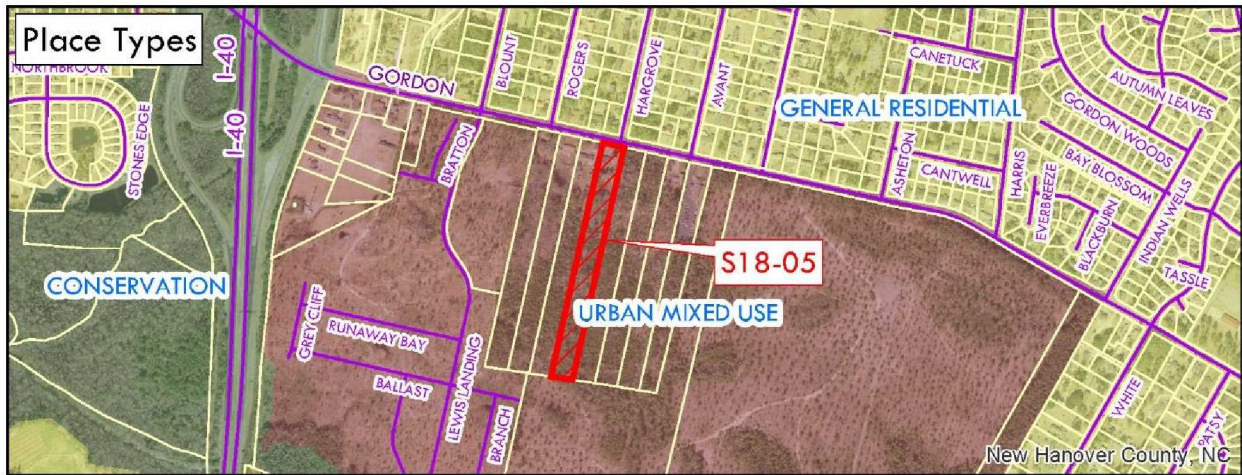 Place Types
NORTHBROOK
STONES EDGE
I-40
I-40
GORDON
BLOUNT
ROGERS
HARGROVE
AVANT
GENERAL RESIDENTIAL
CANETUCK
AUTUMN LEAVES
GORDON WOODS
BAY BLOSSOM
ASHETON
CANTWELL
HARRIS
EVERBREEZE
BLACKBURN
INDIAN WELLS
TASSLE
BRATTON
S18-05
CONSERVATION
URBAN MIXED USE
GREY CLIFF
RUNAWAY BAY
BALLAST
LEWIS LANDING
BRANCH
WHITE
PATSY
New Hanover County, NC